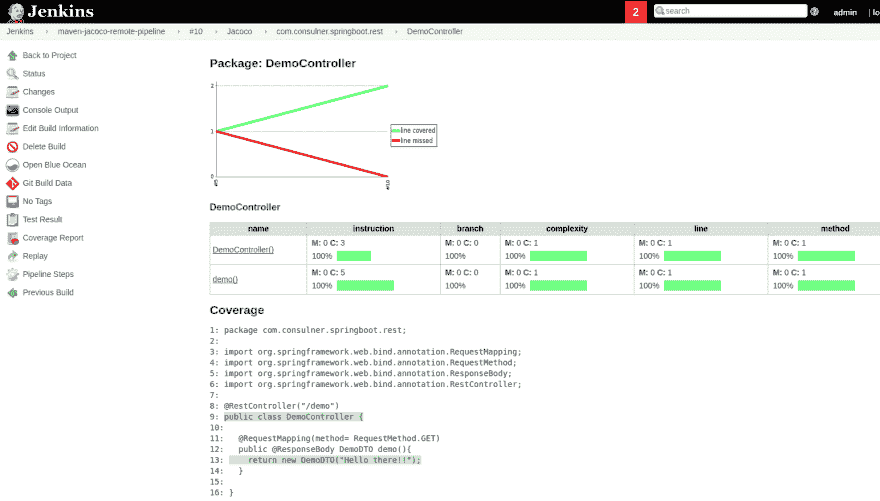 Jenkins
2
search
admin
lo
Jenkins › maven-jacoco-remote-pipeline › #10 › Jacoco › com.consulner.springboot.rest › DemoController
Back to Project
Status
Changes
Console Output
Edit Build Information
Delete Build
Open Blue Ocean
Git Build Data
No Tags
Test Result
Coverage Report
Replay
Pipeline Steps
Previous Build
Package: DemoController
2
1
0
#10
line covered
line missed
DemoController
name instruction branch complexity line method
DemoController() M: 0 C: 3 M: 0 C: 0 M: 0 C: 1 M: 0 C: 1 M: 0 C: 1
100% 100% 100% 100% 100%
demo() M: 0 C: 5 M: 0 C: 0 M: 0 C: 1 M: 0 C: 1 M: 0 C: 1
100% 100% 100% 100% 100%
Coverage
1: package com.consulner.springboot.rest;
2:
3: import org.springframework.web.bind.annotation.RequestMapping;
4: import org.springframework.web.bind.annotation.RequestMethod;
5: import org.springframework.web.bind.annotation.ResponseBody;
6: import org.springframework.web.bind.annotation.RestController;
7:
8: @RestController("/demo")
9: public class DemoController {
10:
11: @RequestMapping(method= RequestMethod.GET)
12: public @ResponseBody DemoDTO demo(){
13: return new DemoDTO("Hello there!!");
14: }
15:
16: }